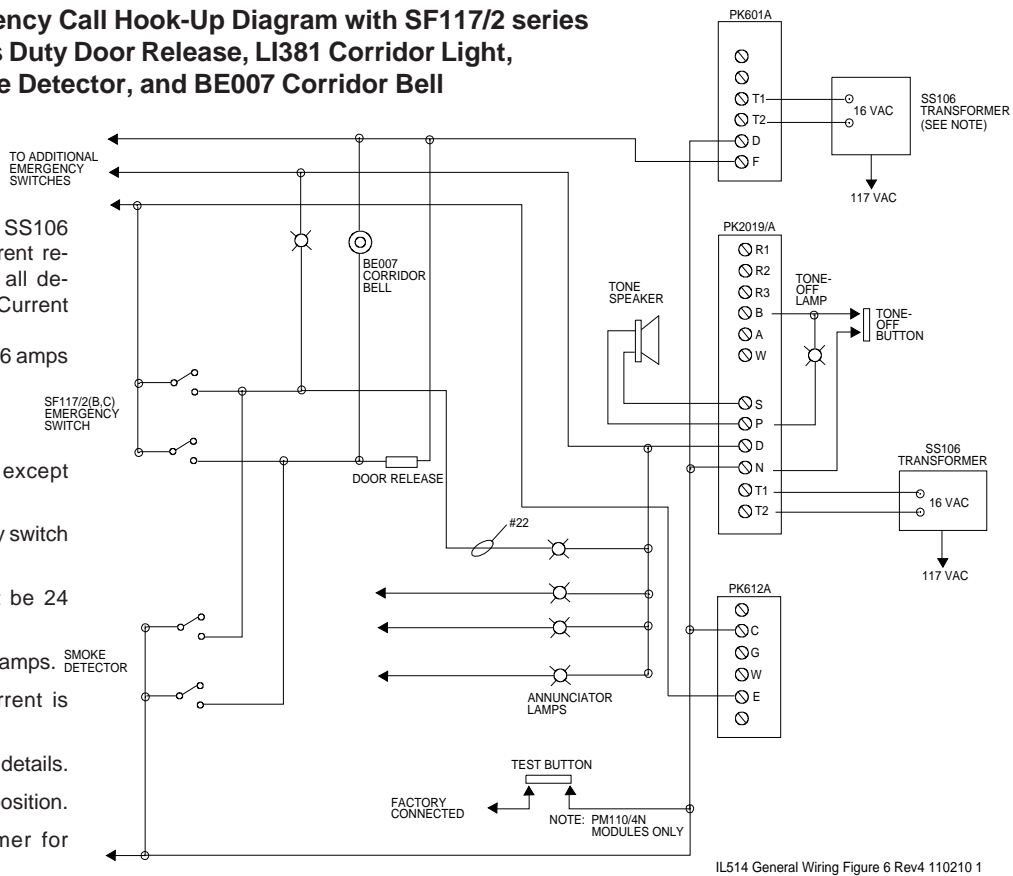 ency Call Hook-Up Diagram with SF117/2 series
s Duty Door Release, LI381 Corridor Light,
e Detector, and BE007 Corridor Bell
TO ADDITIONAL
EMERGENCY
SWITCHES
SS106
rent re-
all de-
Current
6 amps
except
y switch
be 24
amps.
rrent is
details.
position.
mer for
BE007
CORRIDOR
BELL
SF117/2(B,C)
EMERGENCY
SWITCH
DOOR RELEASE
#22
SMOKE
DETECTOR
ANNUNCIATOR
LAMPS
TEST BUTTON
FACTORY
CONNECTED
NOTE: PM110/4N
MODULES ONLY
TONE
SPEAKER
PK601A
T1
T2
D
F
16 VAC
SS106
TRANSFORMER
(SEE NOTE)
117 VAC
PK2019/A
R1
R2
R3
B
A
W
S
P
D
N
T1
T2
TONE-
OFF
LAMP
TONE-
OFF
BUTTON
SS106
TRANSFORMER
16 VAC
117 VAC
PK612A
C
G
W
E
IL514 General Wiring Figure 6 Rev4 110210 1